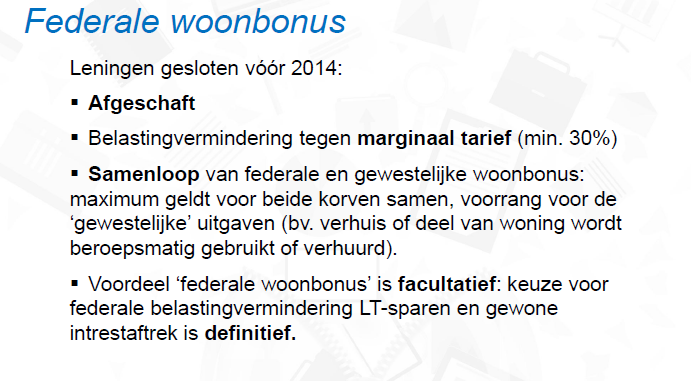 Federale woonbonus
Leningen gesloten vóór 2014:
▪ Afgeschaft
▪ Belastingvermindering tegen marginaal tarief (min. 30%)
▪ Samenloop van federale en gewestelijke woonbonus:
maximum geldt voor beide korven samen, voorrang voor de
‘gewestelijke’ uitgaven (bv. verhuis of deel van woning wordt
beroepsmatig gebruikt of verhuurd).
▪ Voordeel ‘federale woonbonus’ is facultatief: keuze voor
federale belastingvermindering LT-sparen en gewone
intrestaftrek is definitief.